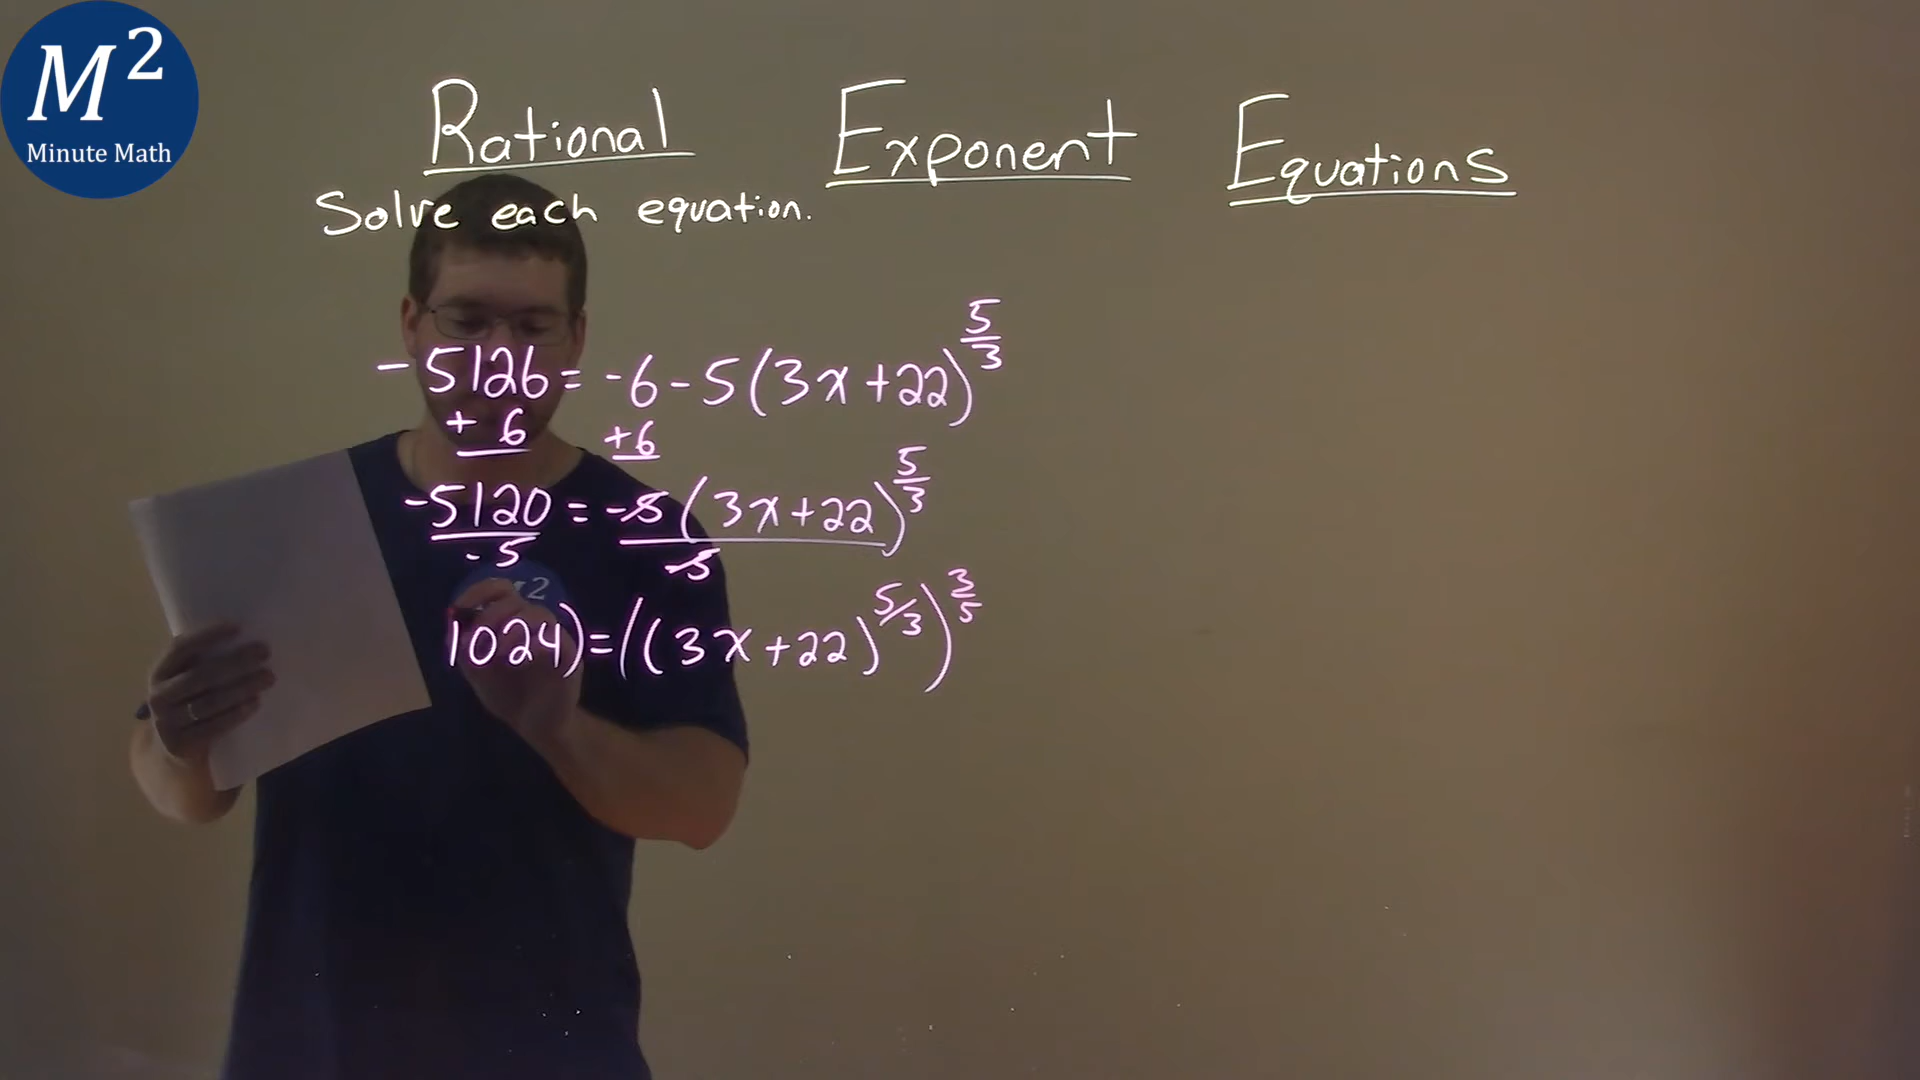 M²
Minute Math
Rational Exponent Equations
Solve each equation.
-5126 = -6 - 5(3x+22)^(5/3)
+6 +6
-5120 = -5(3x+22)^(5/3)
-5 -5
1024) = ((3x+22)^(5/3))^(3/5)